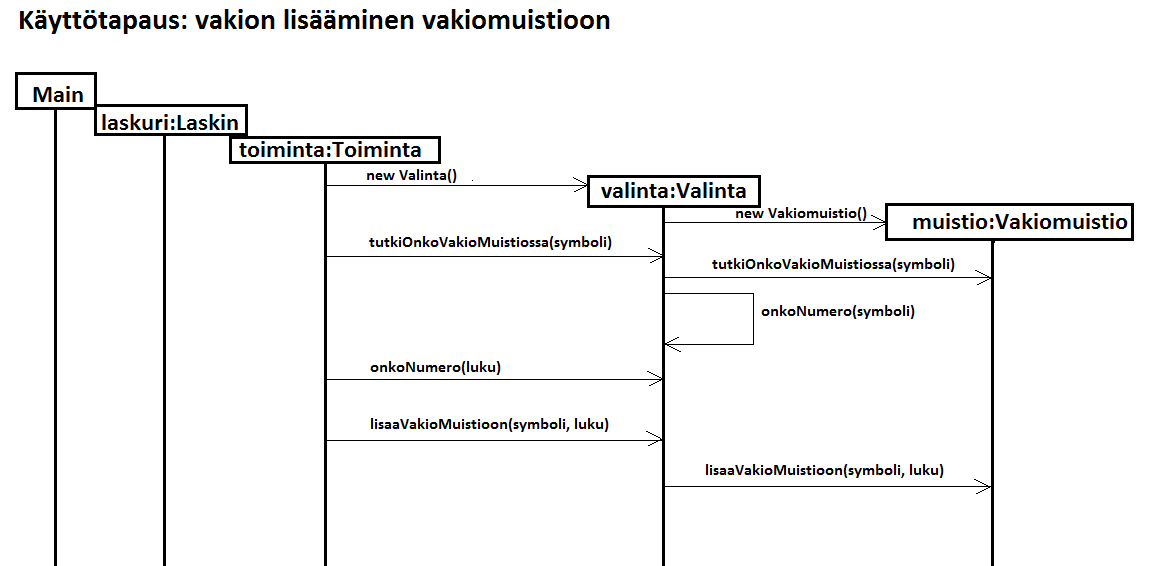 Käyttötapaus: vakion lisääminen vakiomuistioon
Main
laskuri:Laskin
toiminta:Toiminta
new Valinta()
valinta:Valinta
new Vakiomuistio()
muistio:Vakiomuistio
tutkiOnkoVakioMuistiossa(symboli)
tutkiOnkoVakioMuistiossa(symboli)
onkoNumero(symboli)
onkoNumero(luku)
lisaaVakioMuistioon(symboli, luku)
lisaaVakioMuistioon(symboli, luku)